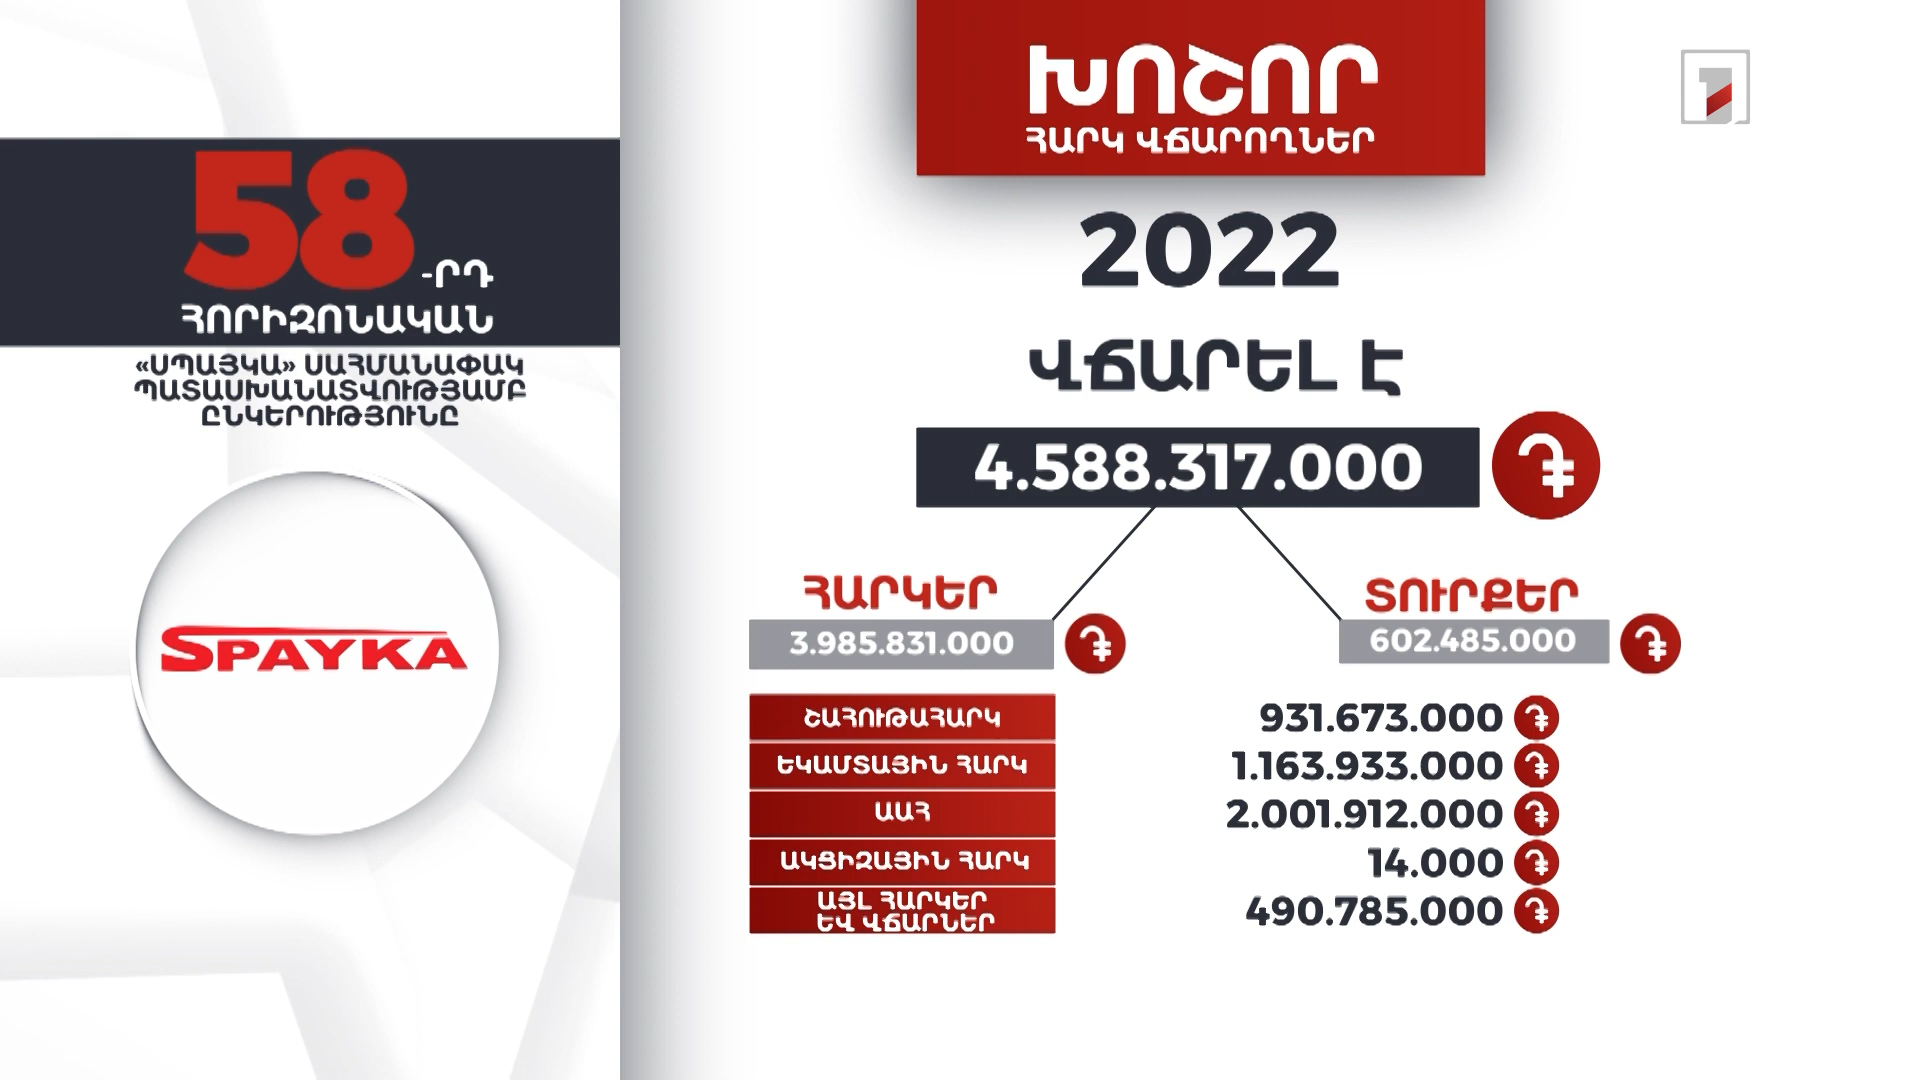 58-ՐԴ
ՀՈՐԻԶՈՆԱԿԱՆ
«ՍՊԱՅԿԱ» ՍԱՀՄԱՆԱՓԱԿ
ՊԱՏԱՍԽԱՆԱՏՎՈՒԹՅԱՄԲ
ԸՆԿԵՐՈՒԹՅՈՒՆԸ
SPAYKA
ԽՈՇՈՐ
ՀԱՐԿ ՎՃԱՐՈՂՆԵՐ
1
2022
ՎՃԱՐԵԼ Է
4.588.317.000 ֏
ՀԱՐԿԵՐ
3.985.831.000 ֏
ՏՈՒՐՔԵՐ
602.485.000 ֏
ՇԱՀՈՒԹԱՀԱՐԿ 931.673.000 ֏
ԵԿԱՄՏԱՅԻՆ ՀԱՐԿ 1.163.933.000 ֏
ԱԱՀ 2.001.912.000 ֏
ԱԿՑԻԶԱՅԻՆ ՀԱՐԿ 14.000 ֏
ԱՅԼ ՀԱՐԿԵՐ
ԵՎ ՎՃԱՐՆԵՐ 490.785.000 ֏